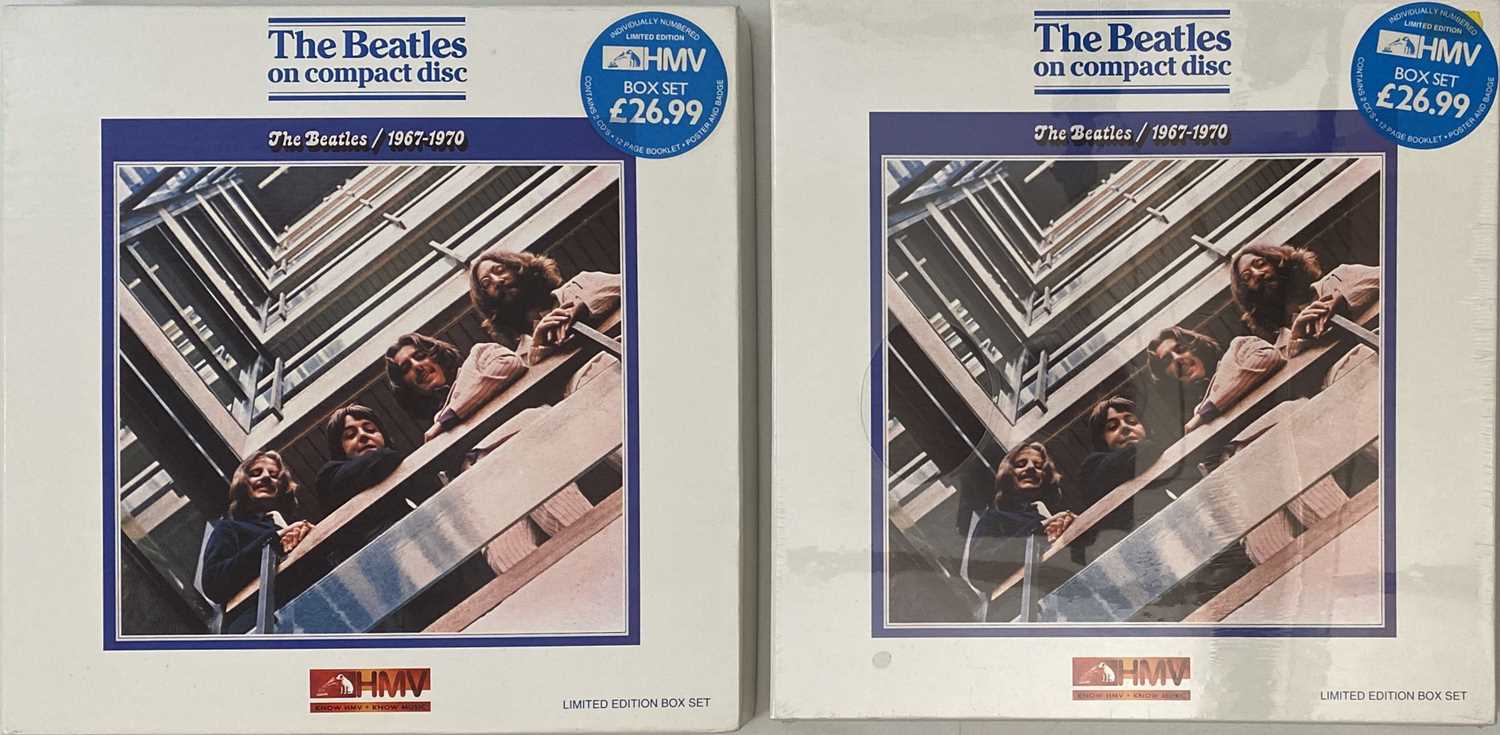 The Beatles
on compact disc
INDIVIDUALLY NUMBERED
LIMITED EDITION
HMV
BOX SET
£26.99
CONTAINS 2 CD'S • 12 PAGE BOOKLET • POSTER AND BADGE
The Beatles / 1967-1970
HMV
KNOW HMV • KNOW MUSIC
LIMITED EDITION BOX SET
The Beatles
on compact disc
INDIVIDUALLY NUMBERED
LIMITED EDITION
HMV
BOX SET
£26.99
CONTAINS 2 CD'S • 12 PAGE BOOKLET • POSTER AND BADGE
The Beatles / 1967-1970
HMV
KNOW HMV • KNOW MUSIC
LIMITED EDITION BOX SET